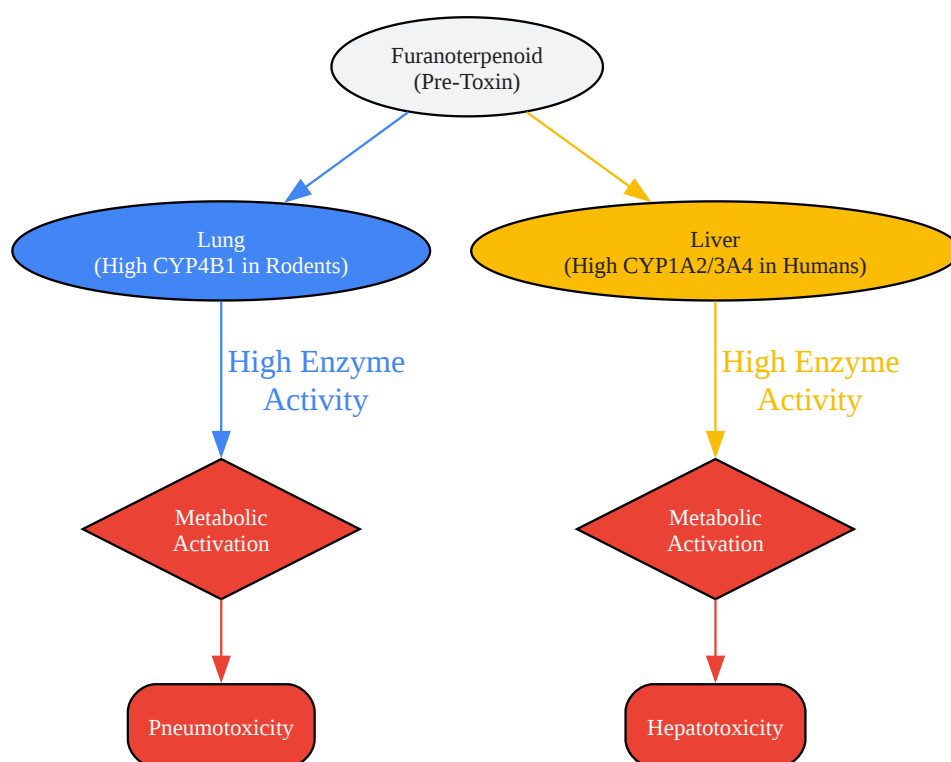 Furanoterpenoid
(Pre-Toxin)
Lung
(High CYP4B1 in Rodents)
Liver
(High CYP1A2/3A4 in Humans)
High Enzyme
Activity
High Enzyme
Activity
Metabolic
Activation
Metabolic
Activation
Pneumotoxicity
Hepatotoxicity